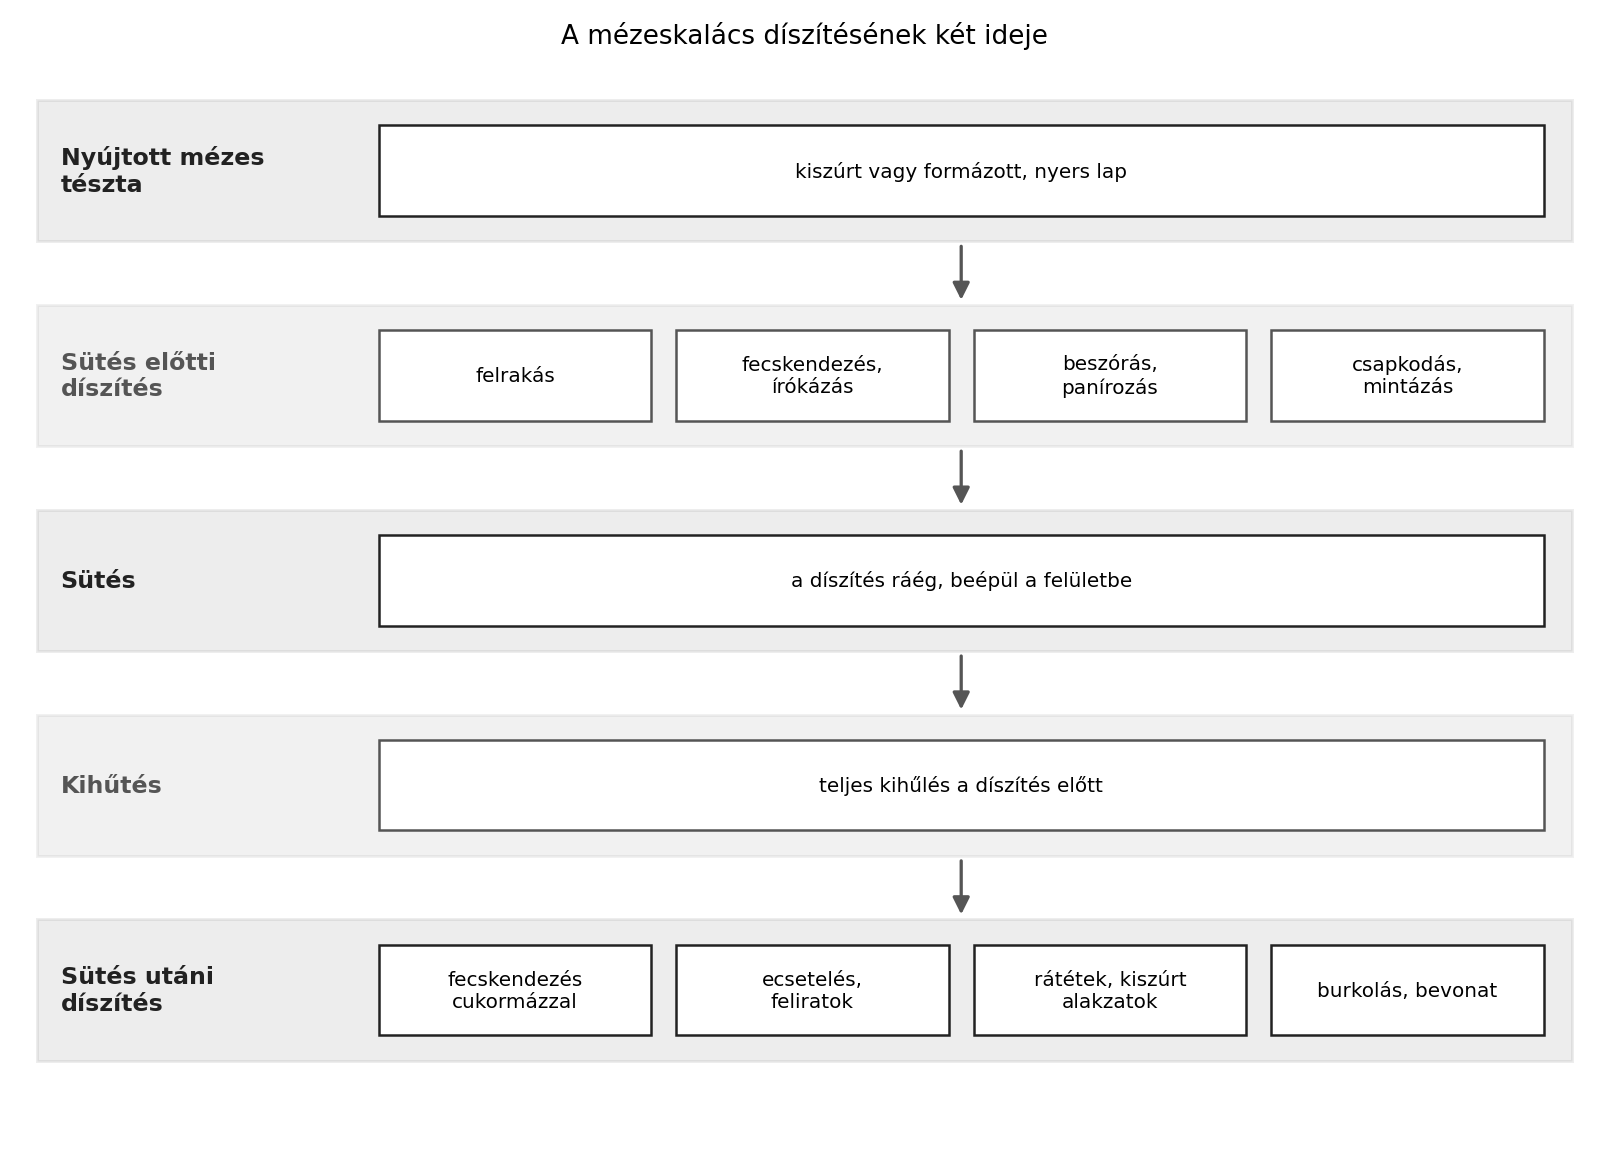 A mézeskalács díszítésének két ideje
Nyújtott mézes
tészta
kiszúrt vagy formázott, nyers lap
Sütés előtti
díszítés
felrakás
fecskendezés,
írókázás
beszórás,
panírozás
csapkodás,
mintázás
Sütés
a díszítés ráég, beépül a felületbe
Kihűtés
teljes kihűlés a díszítés előtt
Sütés utáni
díszítés
fecskendezés
cukormázzal
ecsetelés,
feliratok
rátétek, kiszúrt
alakzatok
burkolás, bevonat